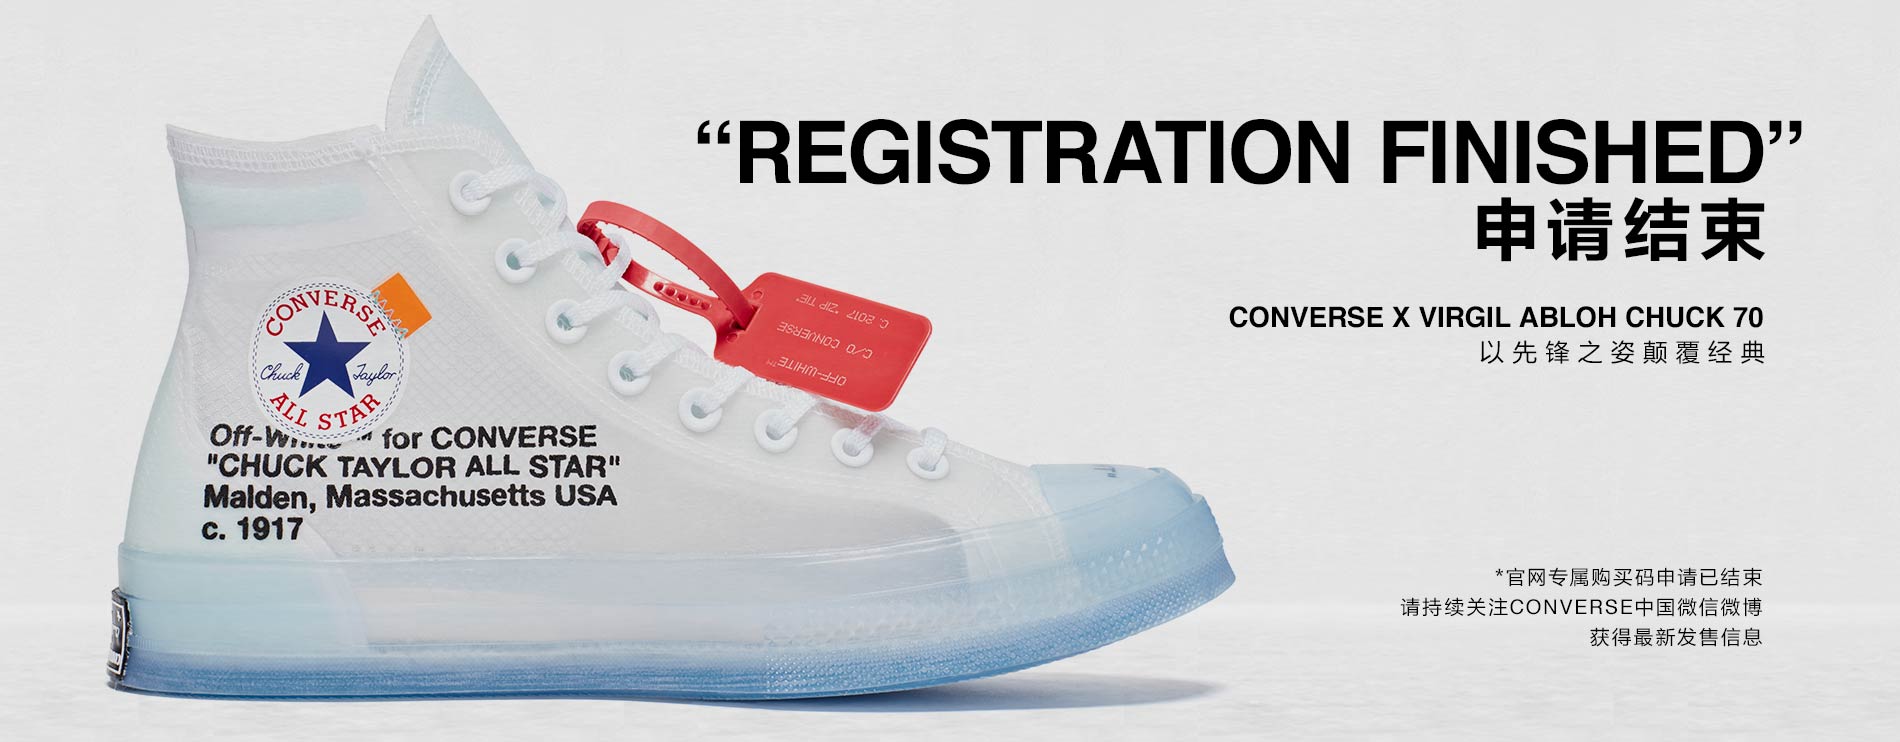 “REGISTRATION FINISHED”
申请结束
CONVERSE X VIRGIL ABLOH CHUCK 70
以先锋之姿颠覆经典
*官网专属购买码申请已结束
请持续关注CONVERSE中国微信微博
获得最新发售信息
C. 2017 "ZIP TIE"
C/O CONVERSE
OFF-WHITE™
CONVERSE
Chuck Taylor
ALL STAR
Off-White™ for CONVERSE
"CHUCK TAYLOR ALL STAR"
Malden, Massachusetts USA
c. 1917